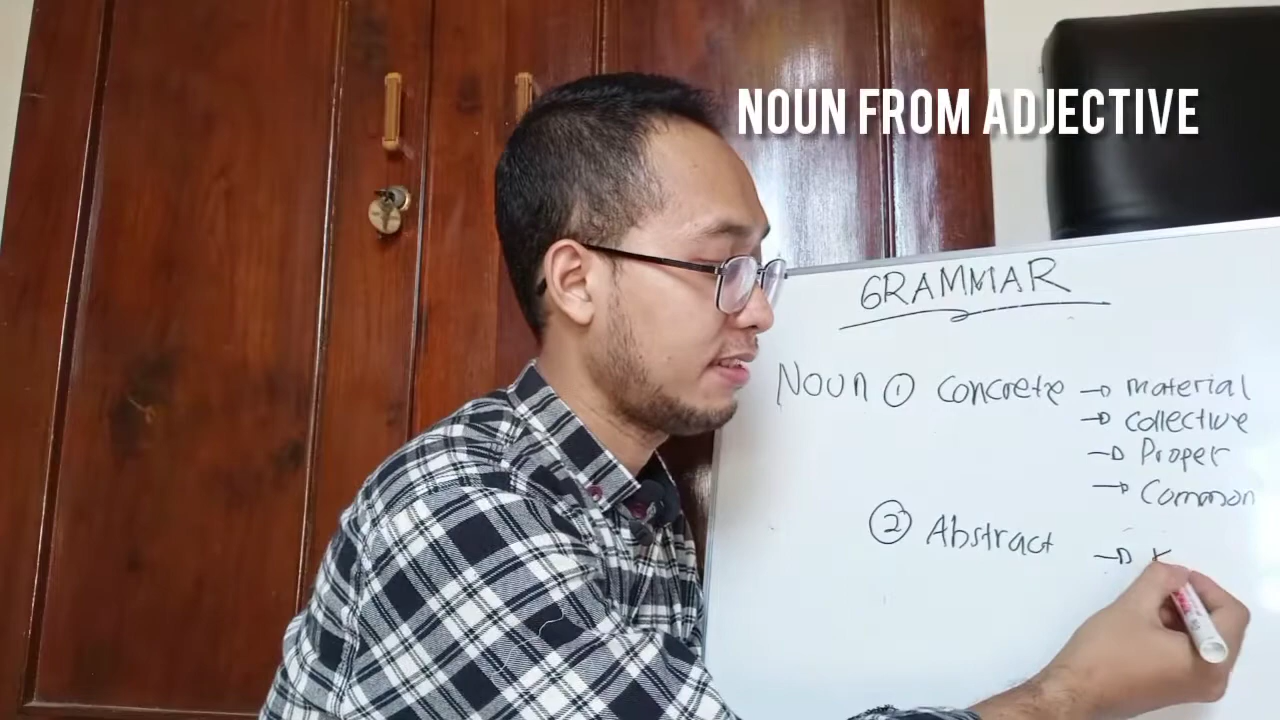 NOUN FROM ADJECTIVE
GRAMMAR
Noun ① concrete → material
→ collective
→ Proper
→ Common
② Abstract →